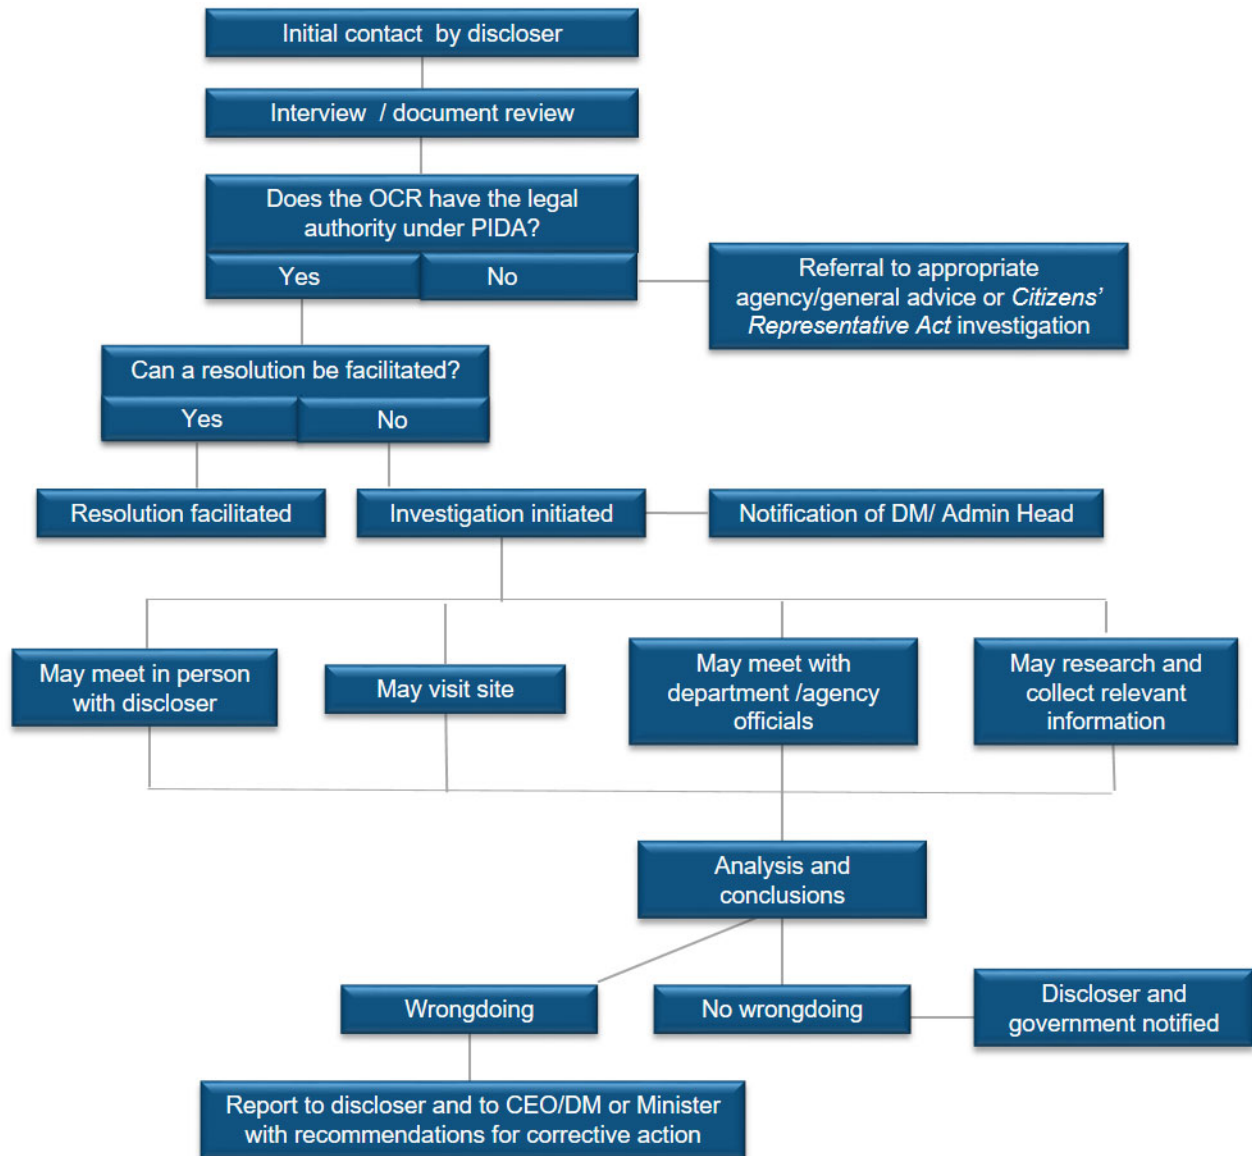 Initial contact by discloser
Interview / document review
Does the OCR have the legal
authority under PIDA?
Yes
No
Referral to appropriate
agency/general advice or Citizens'
Representative Act investigation
Can a resolution be facilitated?
Yes
No
Resolution facilitated
Investigation initiated
Notification of DM/ Admin Head
May meet in person
with discloser
May visit site
May meet with
department /agency
officials
May research and
collect relevant
information
Analysis and
conclusions
Wrongdoing
No wrongdoing
Discloser and
government notified
Report to discloser and to CEO/DM or Minister
with recommendations for corrective action